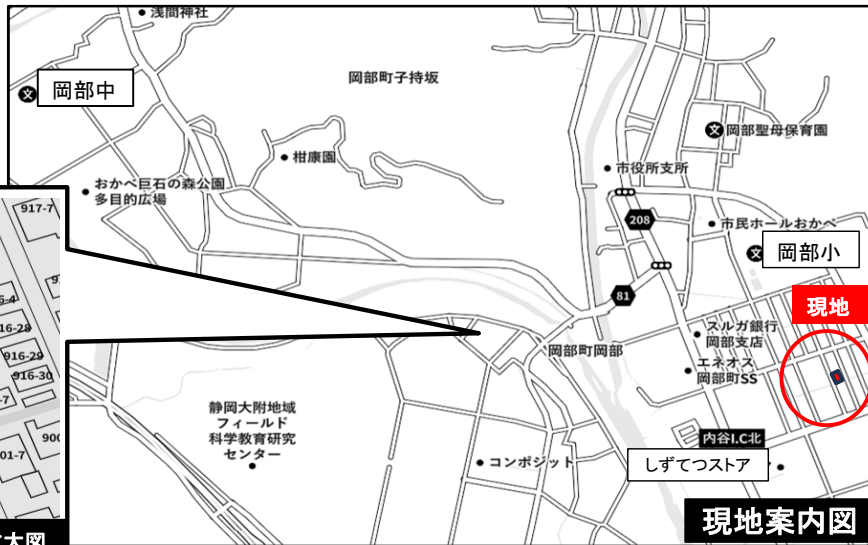 浅間神社
岡部中
岡部町子持坂
岡部聖母保育園
柑康園
市役所支所
おかべ巨石の森公園
多目的広場
208
市民ホールおかべ
岡部小
917-7
81
現地
916-28
916-29
916-30
スルガ銀行
岡部支店
岡部町岡部
エネオス
岡部町SS
静岡大附地域
フィールド
科学教育研究
センター
内谷I.C北
コンポジット
しずてつストア
01-7
現地案内図
大図